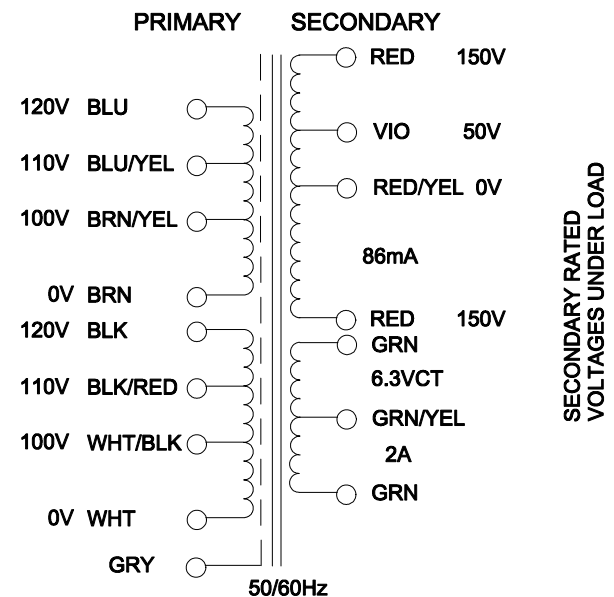 PRIMARY SECONDARY
RED 150V
120V BLU
VIO 50V
110V BLU/YEL
RED/YEL 0V
100V BRN/YEL
86mA
0V BRN
RED 150V
120V BLK
GRN
6.3VCT
110V BLK/RED
GRN/YEL
100V WHT/BLK
2A
GRN
0V WHT
GRY
50/60Hz
SECONDARY RATED
VOLTAGES UNDER LOAD